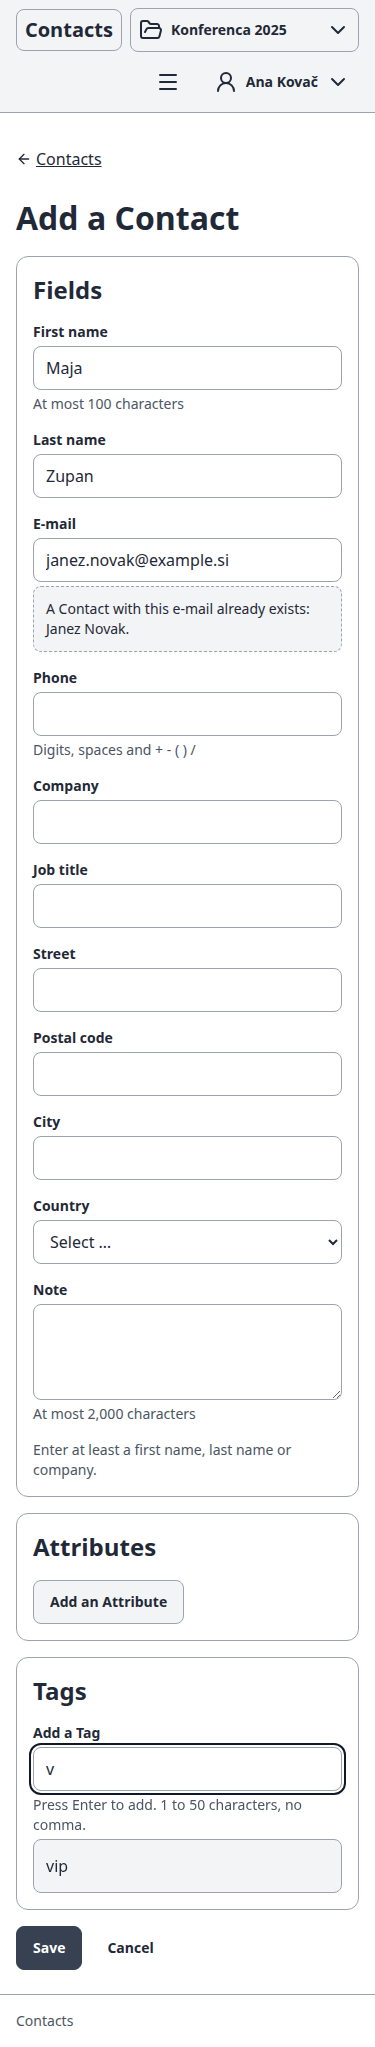 Contacts
Konferenca 2025
Ana Kovač
← Contacts
Add a Contact
Fields
First name
Maja
At most 100 characters
Last name
Zupan
E-mail
janez.novak@example.si
A Contact with this e-mail already exists:
Janez Novak.
Phone
Digits, spaces and + - ( ) /
Company
Job title
Street
Postal code
City
Country
Select ...
Note
At most 2,000 characters
Enter at least a first name, last name or
company.
Attributes
Add an Attribute
Tags
Add a Tag
v
Press Enter to add. 1 to 50 characters, no
comma.
vip
Save
Cancel
Contacts